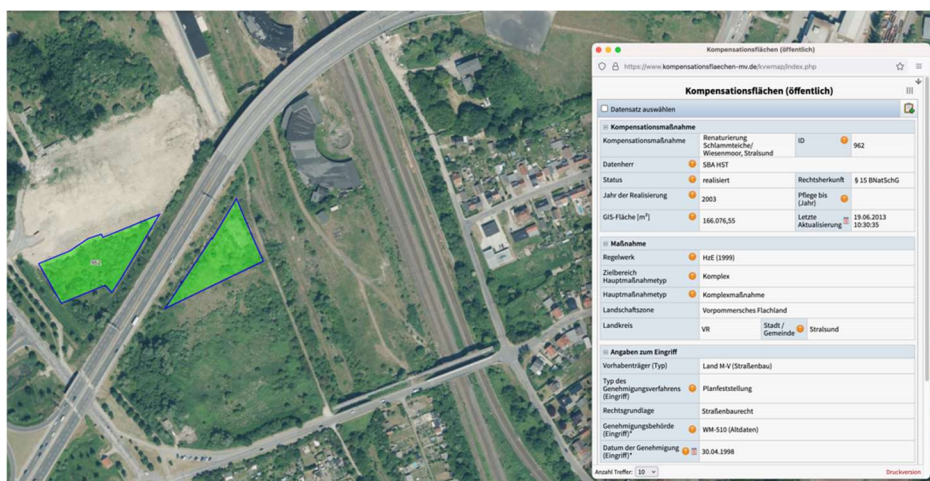 Kompensationsflächen (öffentlich)
https://www.kompensationsflaechen-mv.de/kvwmap/index.php
Kompensationsflächen (öffentlich)
Datensatz auswählen
Kompensationsmaßnahme
Kompensationsmaßnahme Renaturierung Schlammteiche/ Wiesenmoor, Stralsund ID 962
Datenherr SBA HST
Status realisiert Rechtsherkunft § 15 BNatSchG
Jahr der Realisierung 2003 Pflege bis (Jahr)
GIS-Fläche [m²] 166.076,55 Letzte Aktualisierung 19.06.2013 10:30:35
Maßnahme
Regelwerk HzE (1999)
Zielbereich Hauptmaßnahmetyp Komplex
Hauptmaßnahmetyp Komplexmaßnahme
Landschaftszone Vorpommersches Flachland
Landkreis VR Stadt / Gemeinde Stralsund
Angaben zum Eingriff
Vorhabenträger (Typ) Land M-V (Straßenbau)
Typ des Genehmigungsverfahrens (Eingriff) Planfeststellung
Rechtsgrundlage Straßenbaurecht
Genehmigungsbehörde (Eingriff)* WM-510 (Altdaten)
Datum der Genehmigung (Eingriff)* 30.04.1998
Anzahl Treffer: 10 Druckversion
962